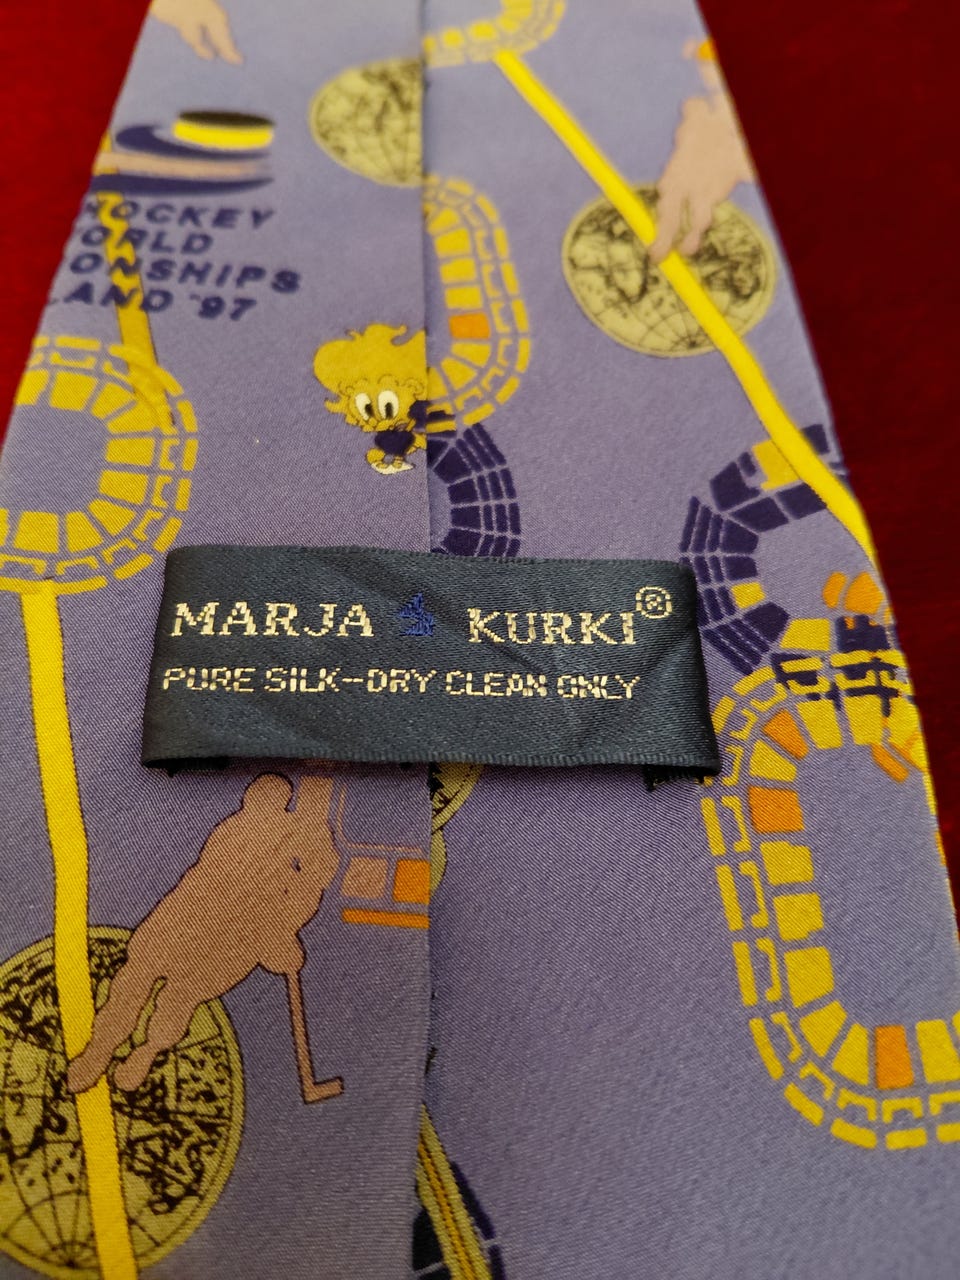 HOCKEY
ORLD
ONSHIPS
LAND '97
MARJA KURKI®
PURE SILK-DRY CLEAN ONLY